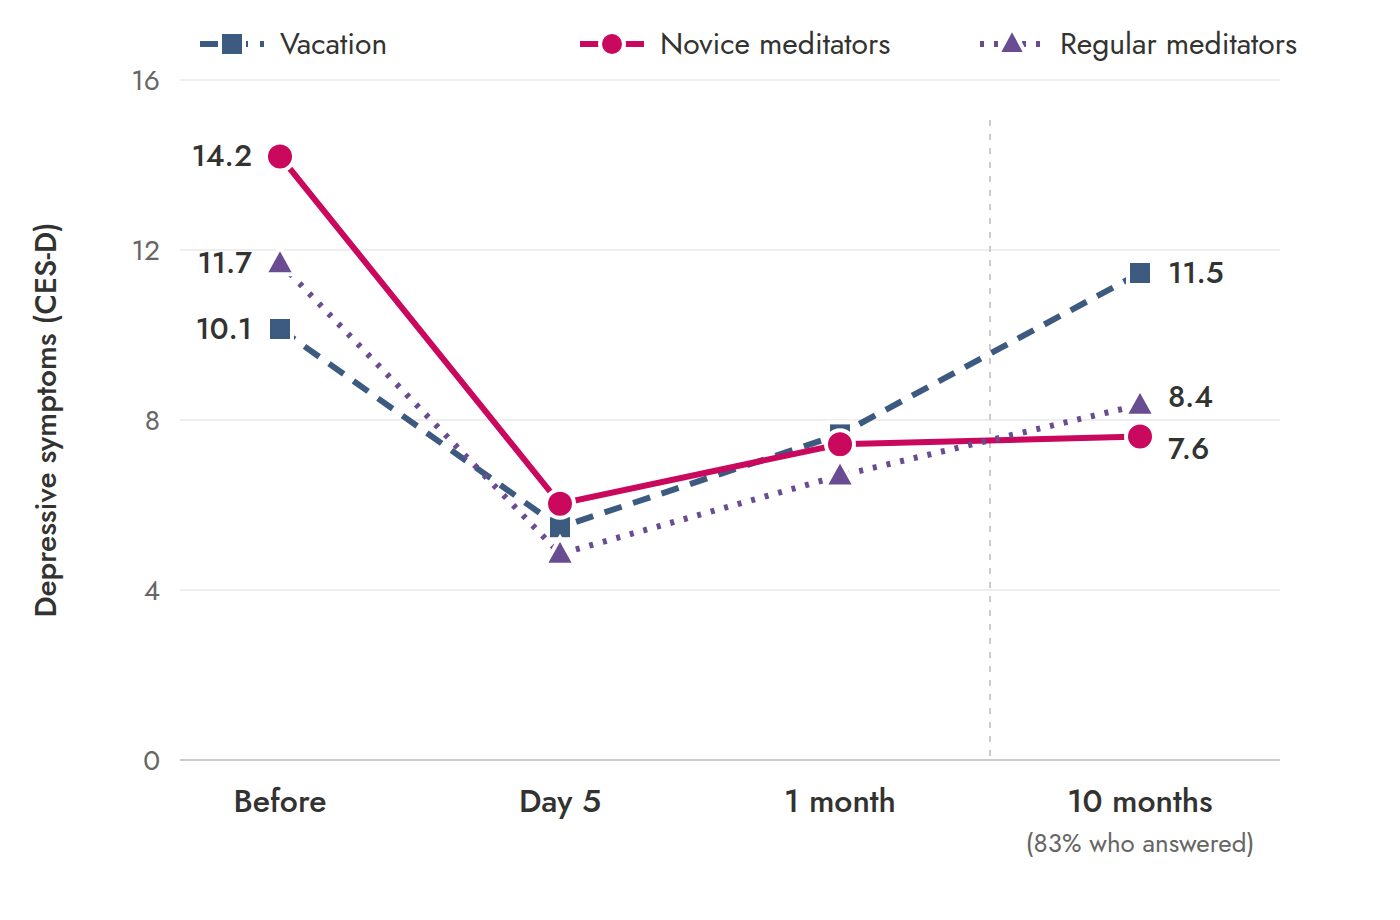 Vacation
Novice meditators
Regular meditators
Depressive symptoms (CES-D)
16
12
8
4
0
14.2
11.7
10.1
11.5
8.4
7.6
Before
Day 5
1 month
10 months
(83% who answered)